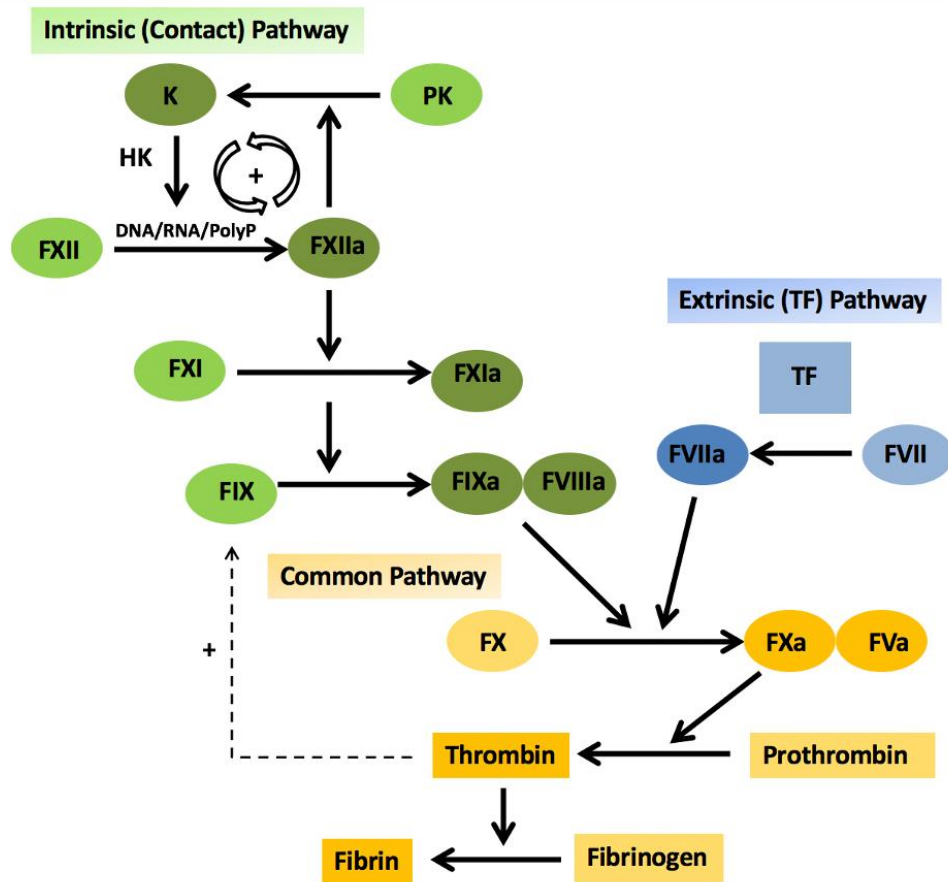 Intrinsic (Contact) Pathway
K
PK
HK
+
DNA/RNA/PolyP
FXII
FXIIa
Extrinsic (TF) Pathway
TF
FXI
FXIa
FVIIa
FVII
FIX
FIXa
FVIIIa
Common Pathway
FX
FXa
FVa
+
Thrombin
Prothrombin
Fibrin
Fibrinogen